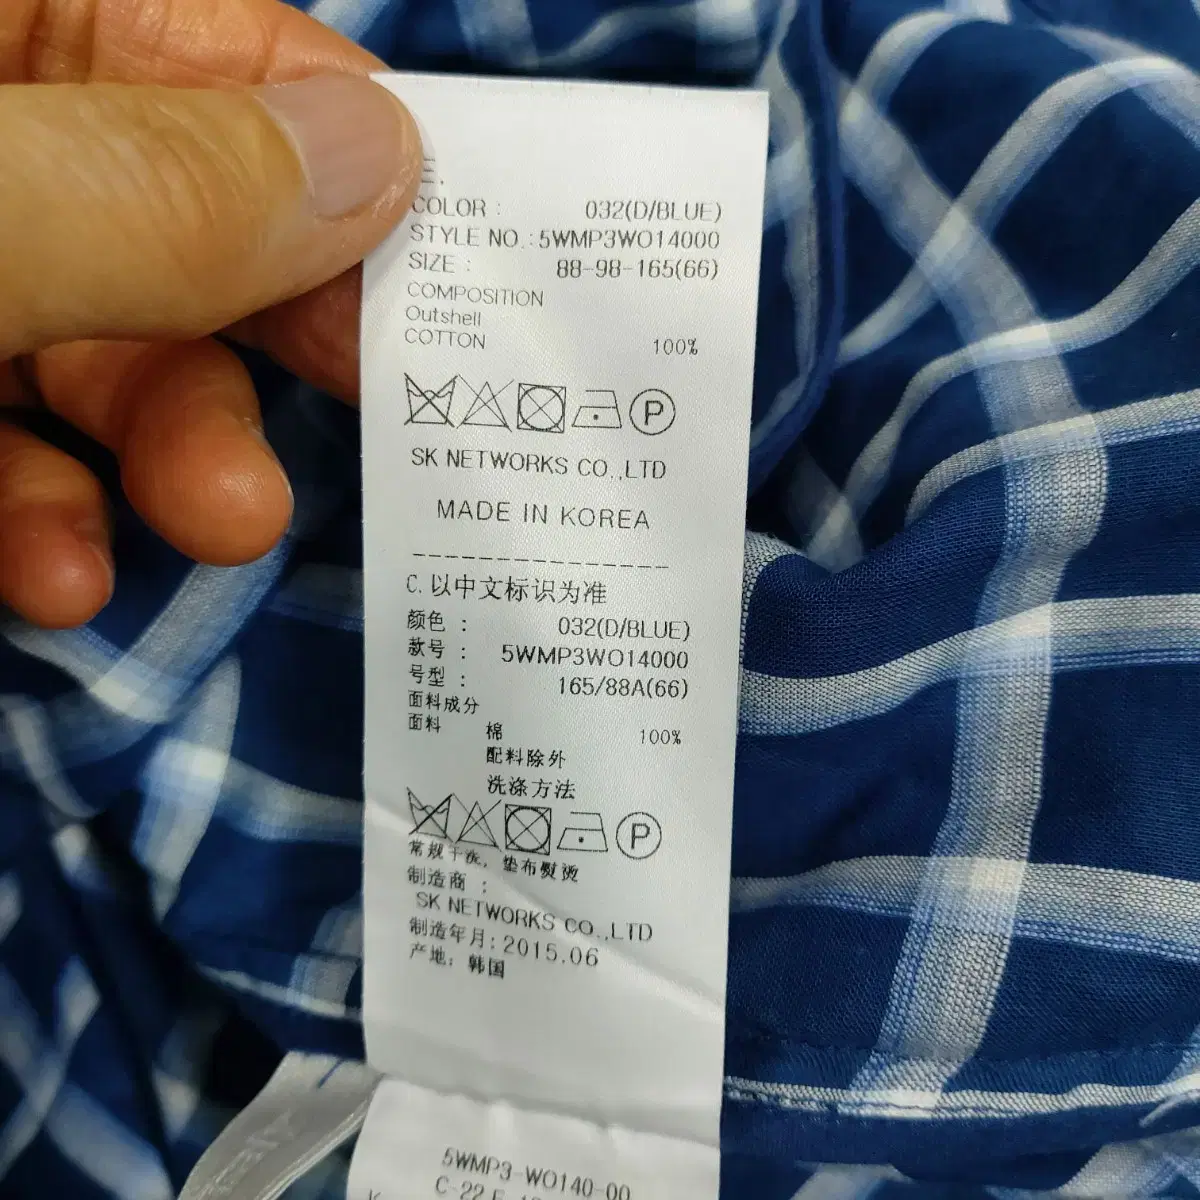 E.
COLOR : 032(D/BLUE)
STYLE NO.: 5WMP3WO14000
SIZE : 88-98-165(66)
COMPOSITION
Outshell
COTTON 100%
P
SK NETWORKS CO.,LTD
MADE IN KOREA
----------------
C. 以中文标识为准
颜色 : 032(D/BLUE)
款号 : 5WMP3WO14000
号型 : 165/88A(66)
面料成分
面料 棉 100%
配料除外
洗涤方法
P
常规干洗, 垫布熨烫
制造商 :
SK NETWORKS CO.,LTD
制造年月: 2015.06
产地: 韩国
5WMP3-WO140-00
C-22